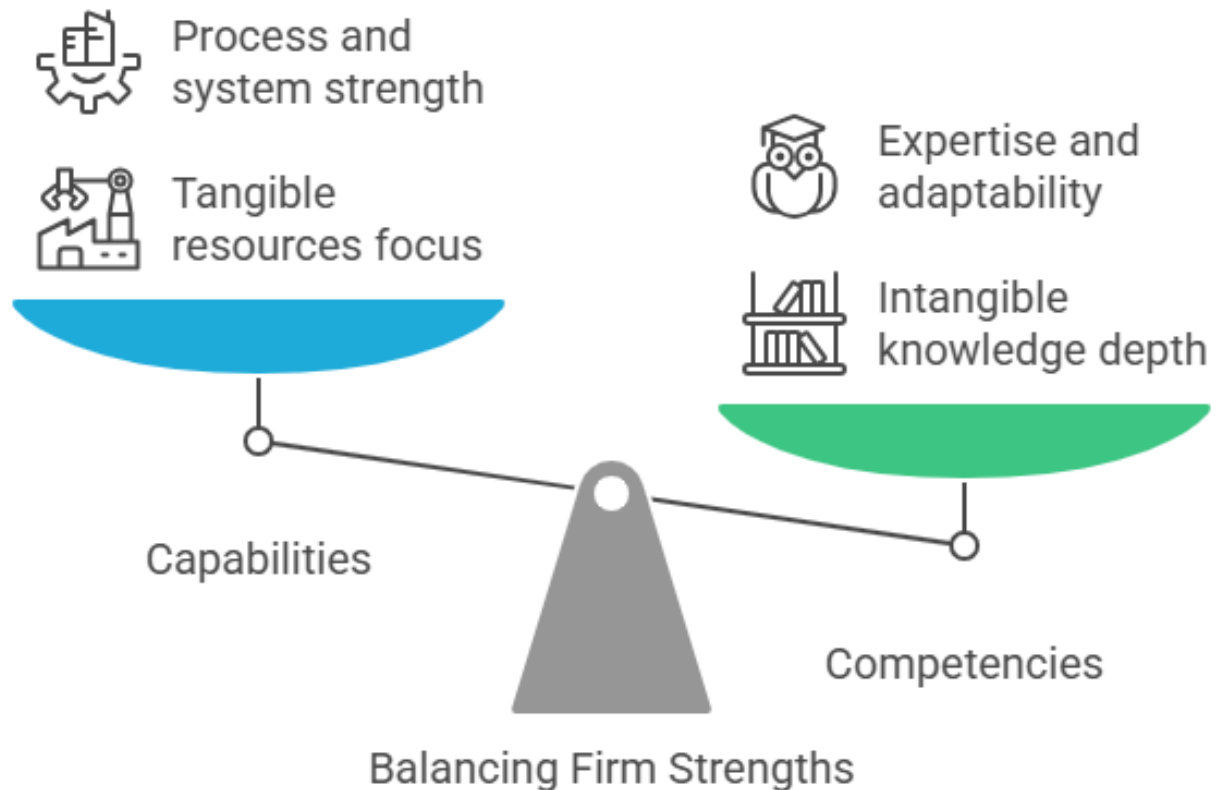 Process and
system strength
Tangible
resources focus
Expertise and
adaptability
Intangible
knowledge depth
Capabilities
Competencies
Balancing Firm Strengths